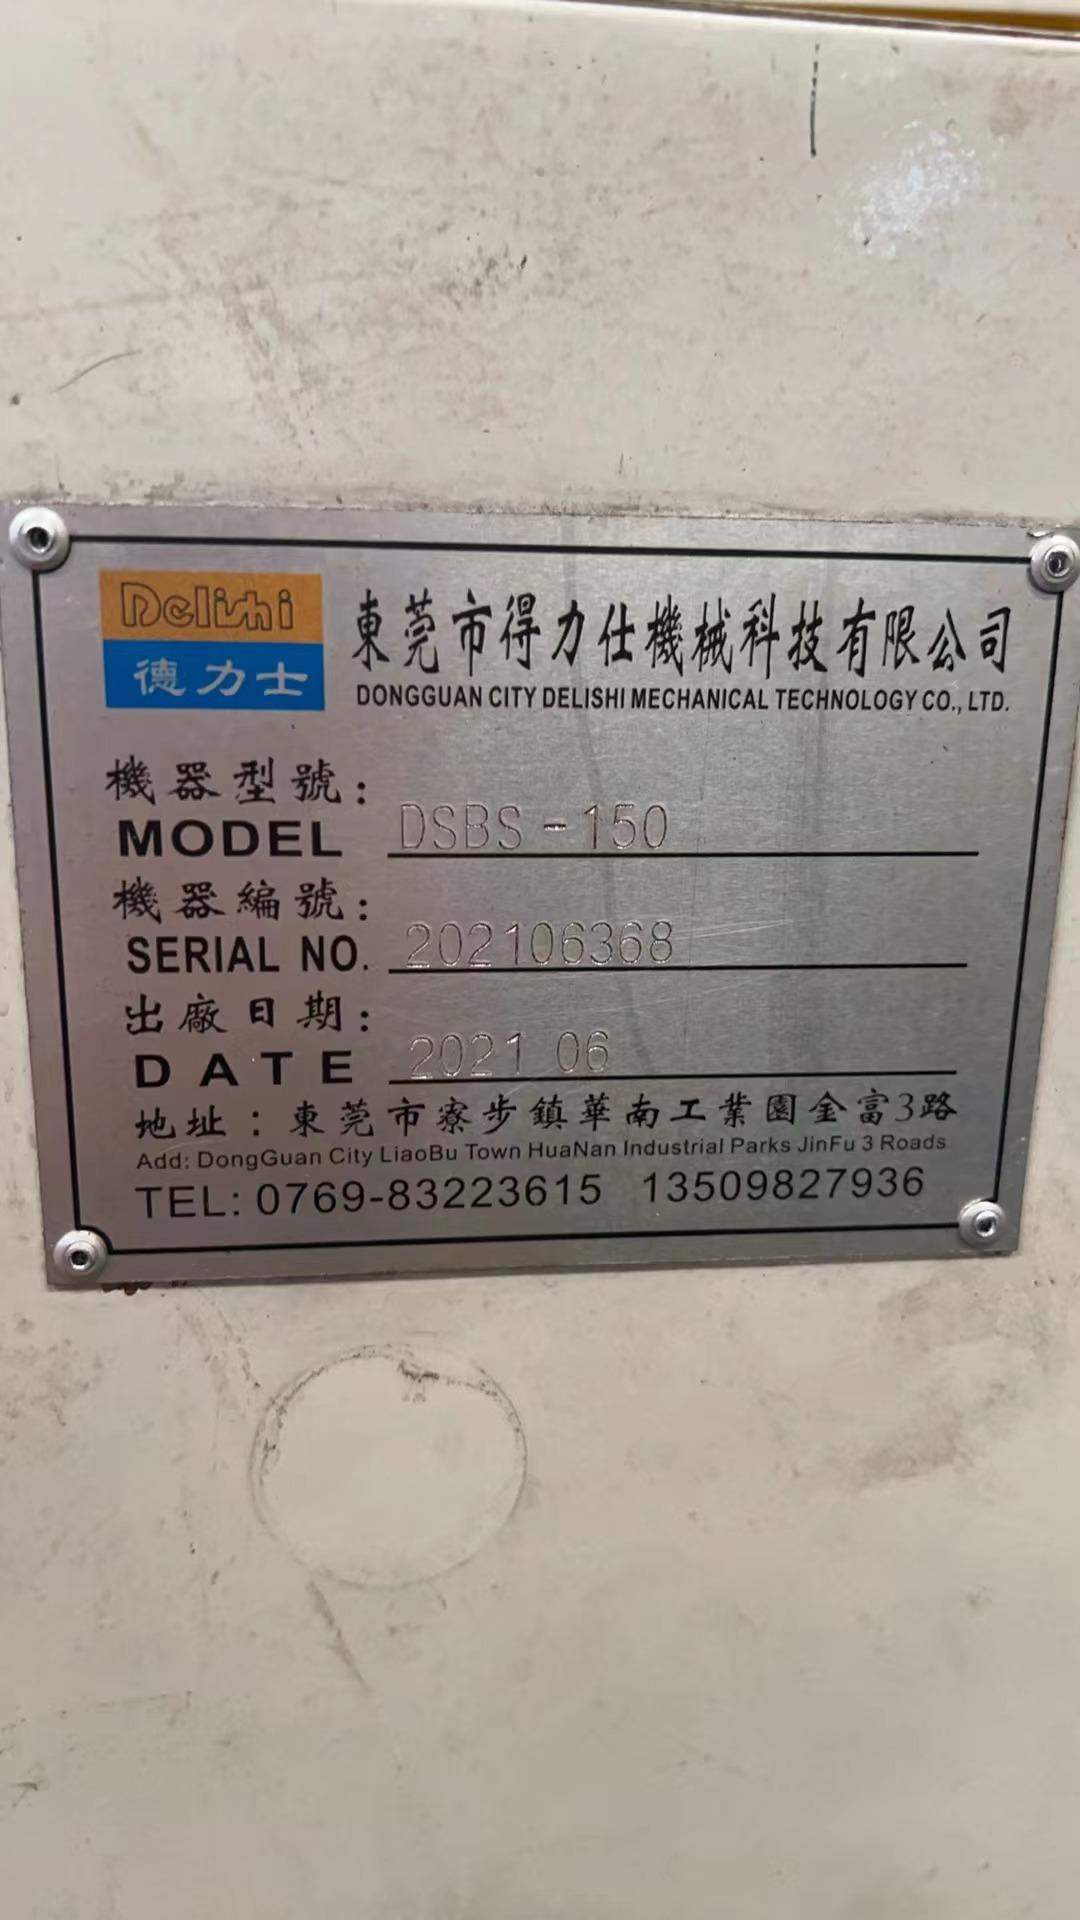 Delishi
德力士
東莞市得力仕機械科技有限公司
DONGGUAN CITY DELISHI MECHANICAL TECHNOLOGY CO., LTD.
機器型號:
MODEL DSBS-150
機器編號:
SERIAL NO. 202106368
出廠日期:
DATE 2021 06
地址：東莞市寮步鎮華南工業園金富3路
Add: DongGuan City LiaoBu Town HuaNan Industrial Parks JinFu 3 Roads
TEL: 0769-83223615 13509827936